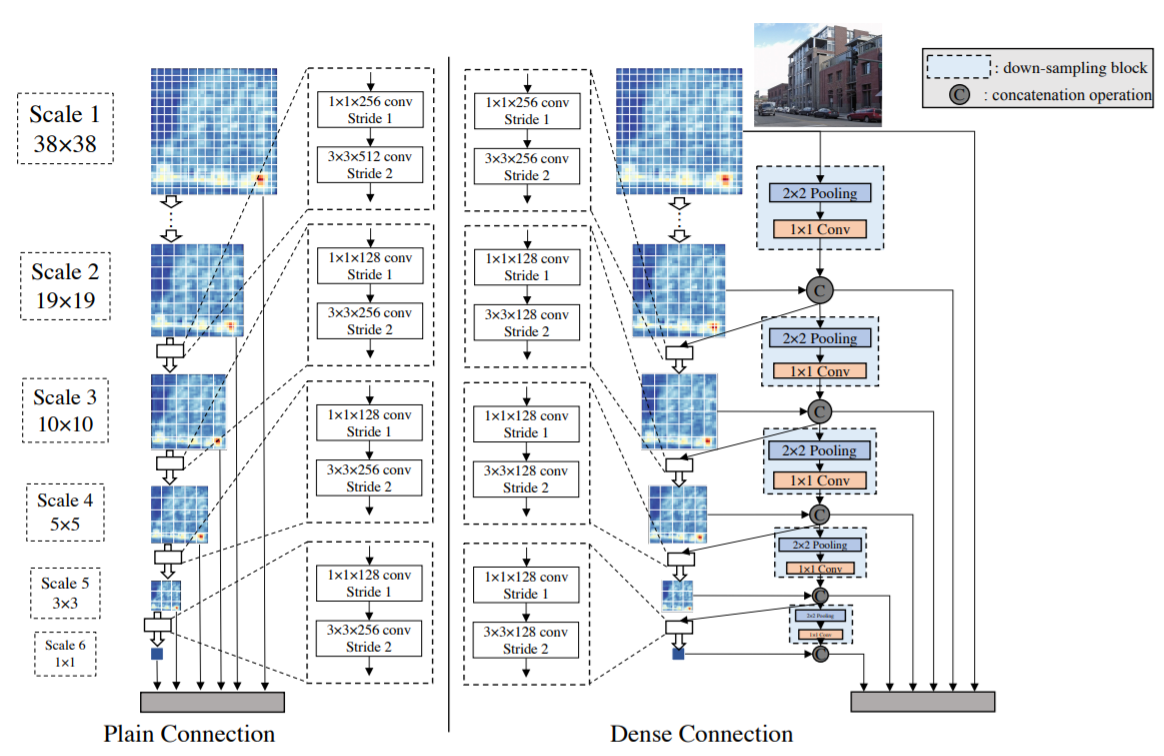 Scale 1
38×38
Scale 2
19×19
Scale 3
10×10
Scale 4
5×5
Scale 5
3×3
Scale 6
1×1
1×1×256 conv
Stride 1
3×3×512 conv
Stride 2
1×1×128 conv
Stride 1
3×3×256 conv
Stride 2
1×1×128 conv
Stride 1
3×3×256 conv
Stride 2
1×1×128 conv
Stride 1
3×3×256 conv
Stride 2
Plain Connection
1×1×256 conv
Stride 1
3×3×256 conv
Stride 2
1×1×128 conv
Stride 1
3×3×128 conv
Stride 2
1×1×128 conv
Stride 1
3×3×128 conv
Stride 2
1×1×128 conv
Stride 1
3×3×128 conv
Stride 2
2×2 Pooling
1×1 Conv
C
2×2 Pooling
1×1 Conv
C
2×2 Pooling
1×1 Conv
C
2×2 Pooling
1×1 Conv
C
2×2 Pooling
1×1 Conv
C
Dense Connection
: down-sampling block
C : concatenation operation